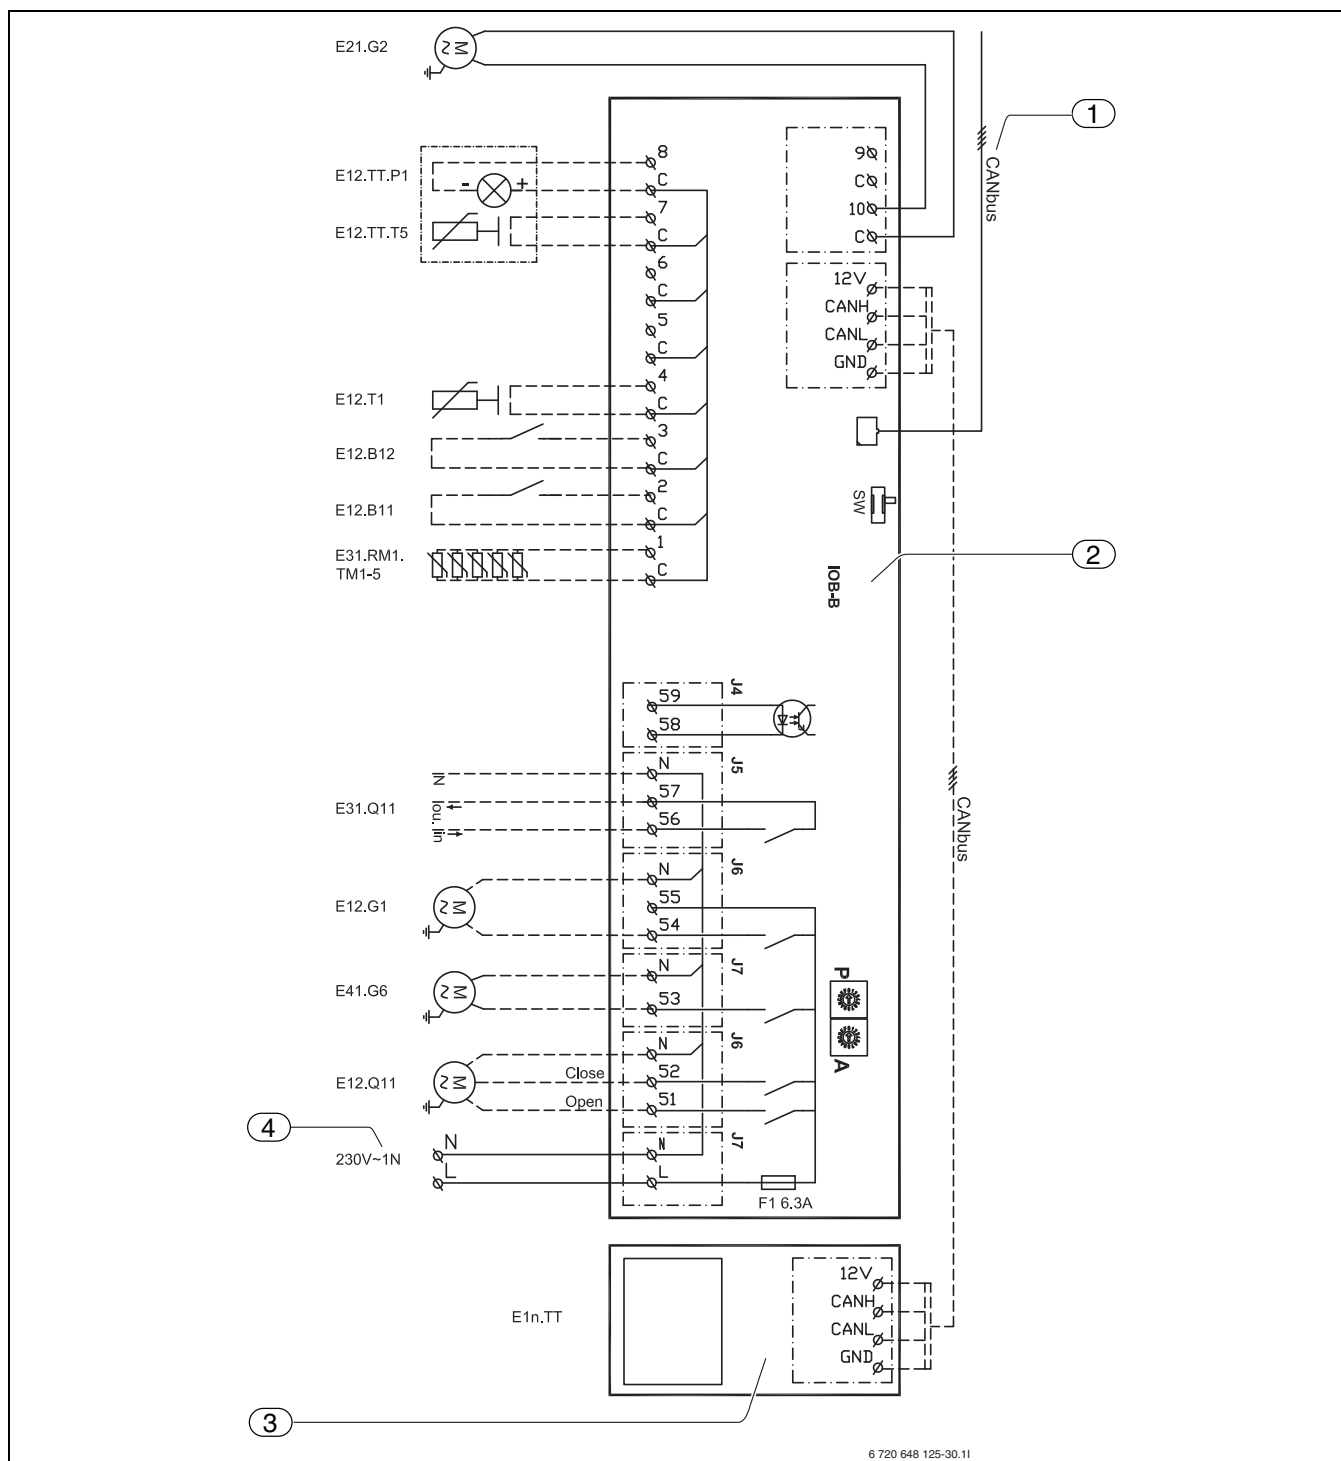 E21.G2
M
1
CANbus
E12.TT.P1
- +
E12.TT.T5
8
C
7
C
6
C
5
C
4
C
3
C
2
C
1
C
9
C
10
C
12V
CANH
CANL
GND
E12.T1
E12.B12
E12.B11
E31.RM1.
TM1-5
SW
2
IOB-B
J4
59
58
J5
N
57
56
E31.Q11
N
ou.
in
J6
N
55
54
E12.G1
M
J7
N
53
E41.G6
M
P
A
J6
N
52
51
E12.Q11
M
Close
Open
CANbus
4
230V~1N
N
L
J7
N
L
F1 6.3A
E1n.TT
12V
CANH
CANL
GND
3
6 720 648 125-30.1I